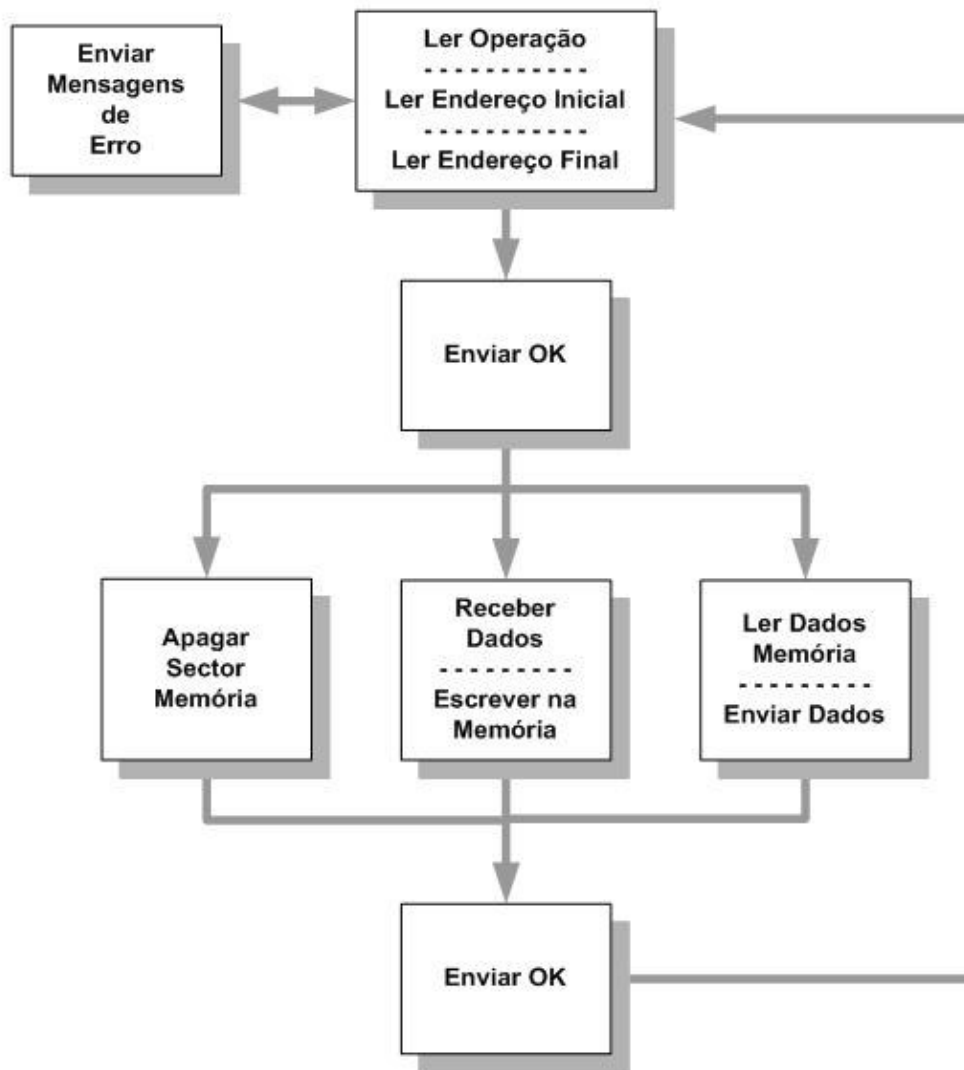 Enviar
Mensagens
de
Erro
Ler Operação
Ler Endereço Inicial
Ler Endereço Final
Enviar OK
Apagar
Sector
Memória
Receber
Dados
Escrever na
Memória
Ler Dados
Memória
Enviar Dados
Enviar OK